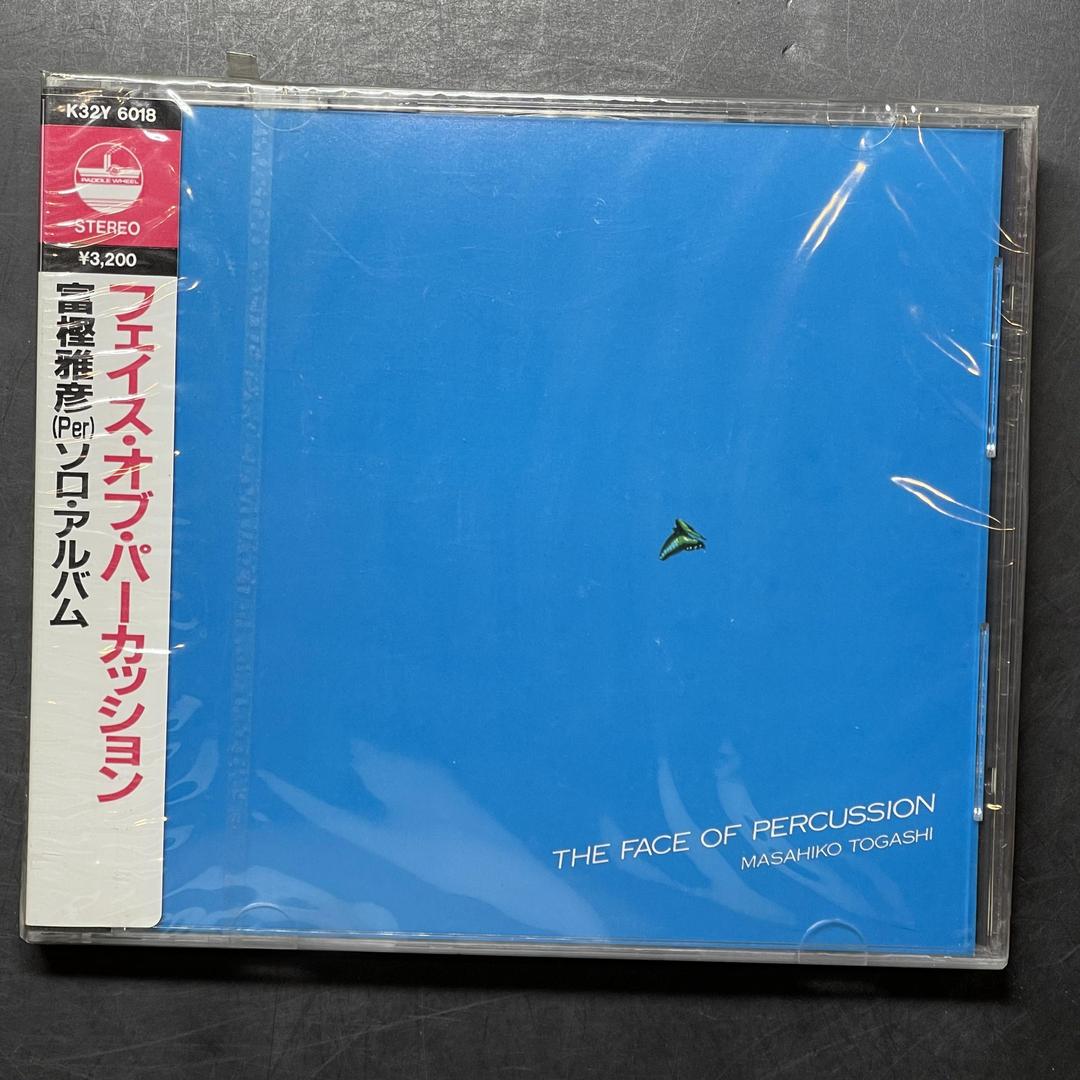 K32Y 6018
PADDLE WHEEL
STEREO
¥3,200
フェイス・オブ・パーカッション
富樫雅彦(Per)ソロ・アルバム
THE FACE OF PERCUSSION
MASAHIKO TOGASHI